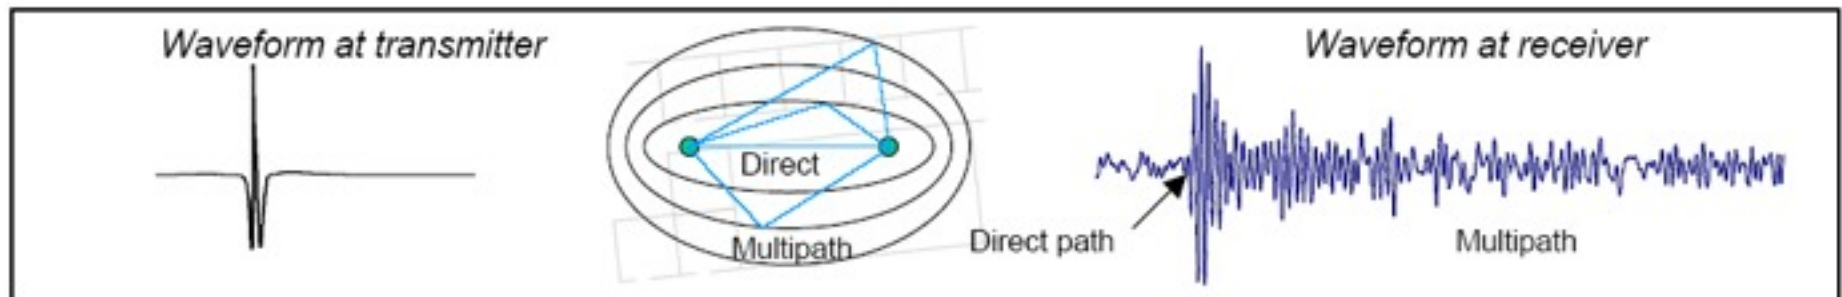 Waveform at transmitter
Direct
Multipath
Waveform at receiver
Direct path
Multipath